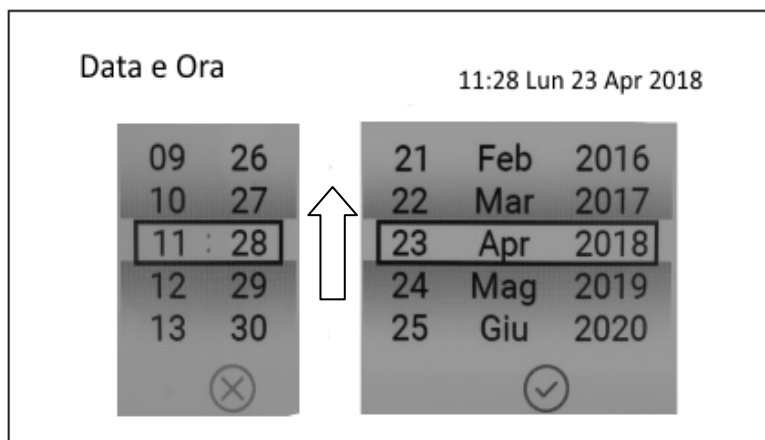 Data e Ora
11:28 Lun 23 Apr 2018
09 26 21 Feb 2016
10 27 22 Mar 2017
11 : 28 23 Apr 2018
12 29 24 Mag 2019
13 30 25 Giu 2020